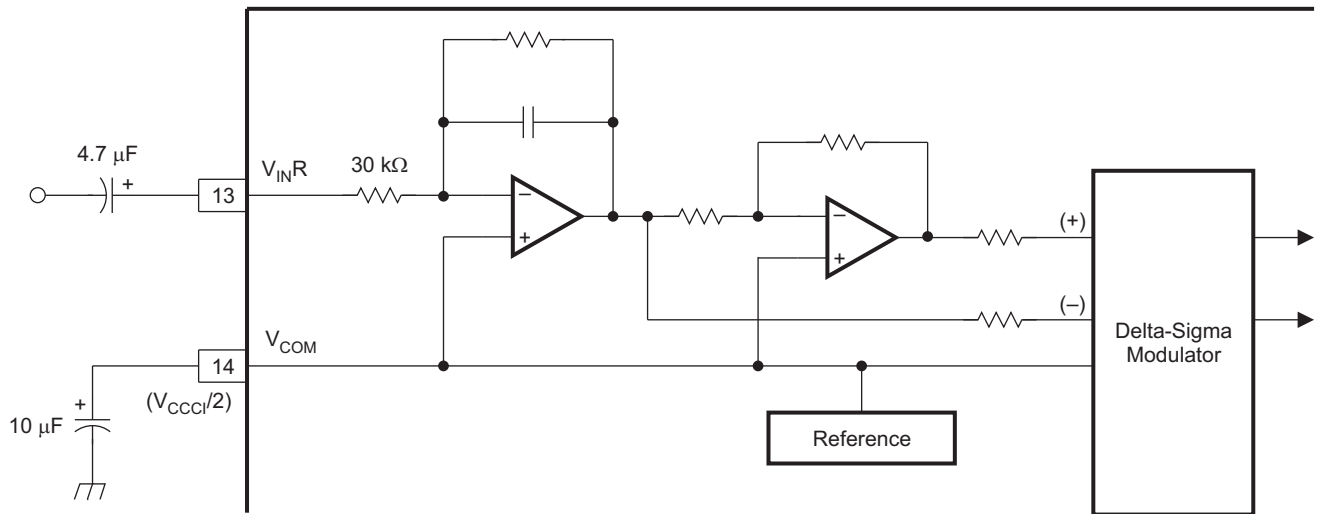 4.7 μF
+
13
V_INR
30 kΩ
–
+
–
+
(+)
(–)
Delta-Sigma
Modulator
V_COM
14
(V_CCCI/2)
+
10 μF
Reference